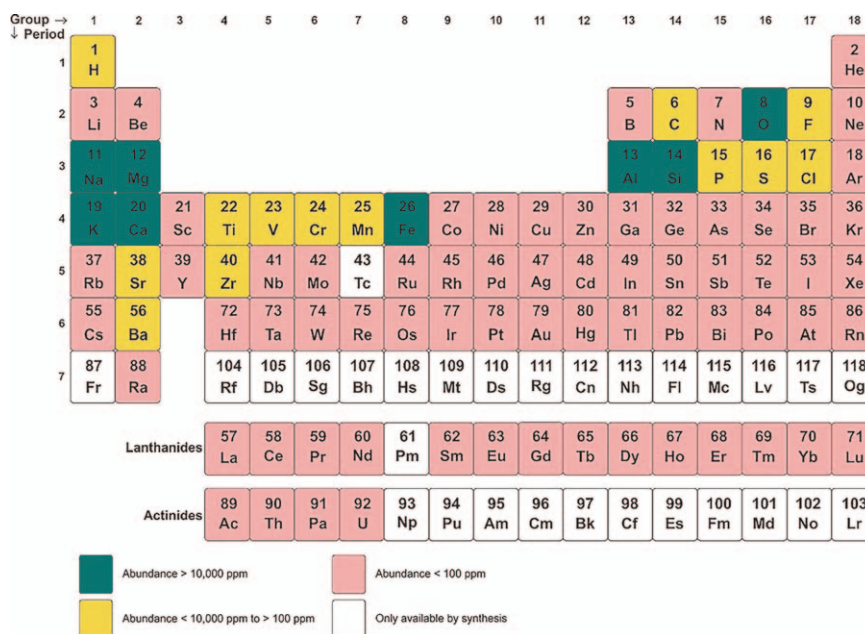 Group → 1 2 3 4 5 6 7 8 9 10 11 12 13 14 15 16 17 18
↓ Period
1 1 2
H He
2 3 4 5 6 7 8 9 10
Li Be B C N O F Ne
3 11 12 13 14 15 16 17 18
Na Mg Al Si P S Cl Ar
4 19 20 21 22 23 24 25 26 27 28 29 30 31 32 33 34 35 36
K Ca Sc Ti V Cr Mn Fe Co Ni Cu Zn Ga Ge As Se Br Kr
5 37 38 39 40 41 42 43 44 45 46 47 48 49 50 51 52 53 54
Rb Sr Y Zr Nb Mo Tc Ru Rh Pd Ag Cd In Sn Sb Te I Xe
6 55 56 72 73 74 75 76 77 78 79 80 81 82 83 84 85 86
Cs Ba Hf Ta W Re Os Ir Pt Au Hg Tl Pb Bi Po At Rn
7 87 88 104 105 106 107 108 109 110 111 112 113 114 115 116 117 118
Fr Ra Rf Db Sg Bh Hs Mt Ds Rg Cn Nh Fl Mc Lv Ts Og
Lanthanides 57 58 59 60 61 62 63 64 65 66 67 68 69 70 71
La Ce Pr Nd Pm Sm Eu Gd Tb Dy Ho Er Tm Yb Lu
Actinides 89 90 91 92 93 94 95 96 97 98 99 100 101 102 103
Ac Th Pa U Np Pu Am Cm Bk Cf Es Fm Md No Lr
Abundance > 10,000 ppm Abundance < 100 ppm
Abundance < 10,000 ppm to > 100 ppm Only available by synthesis